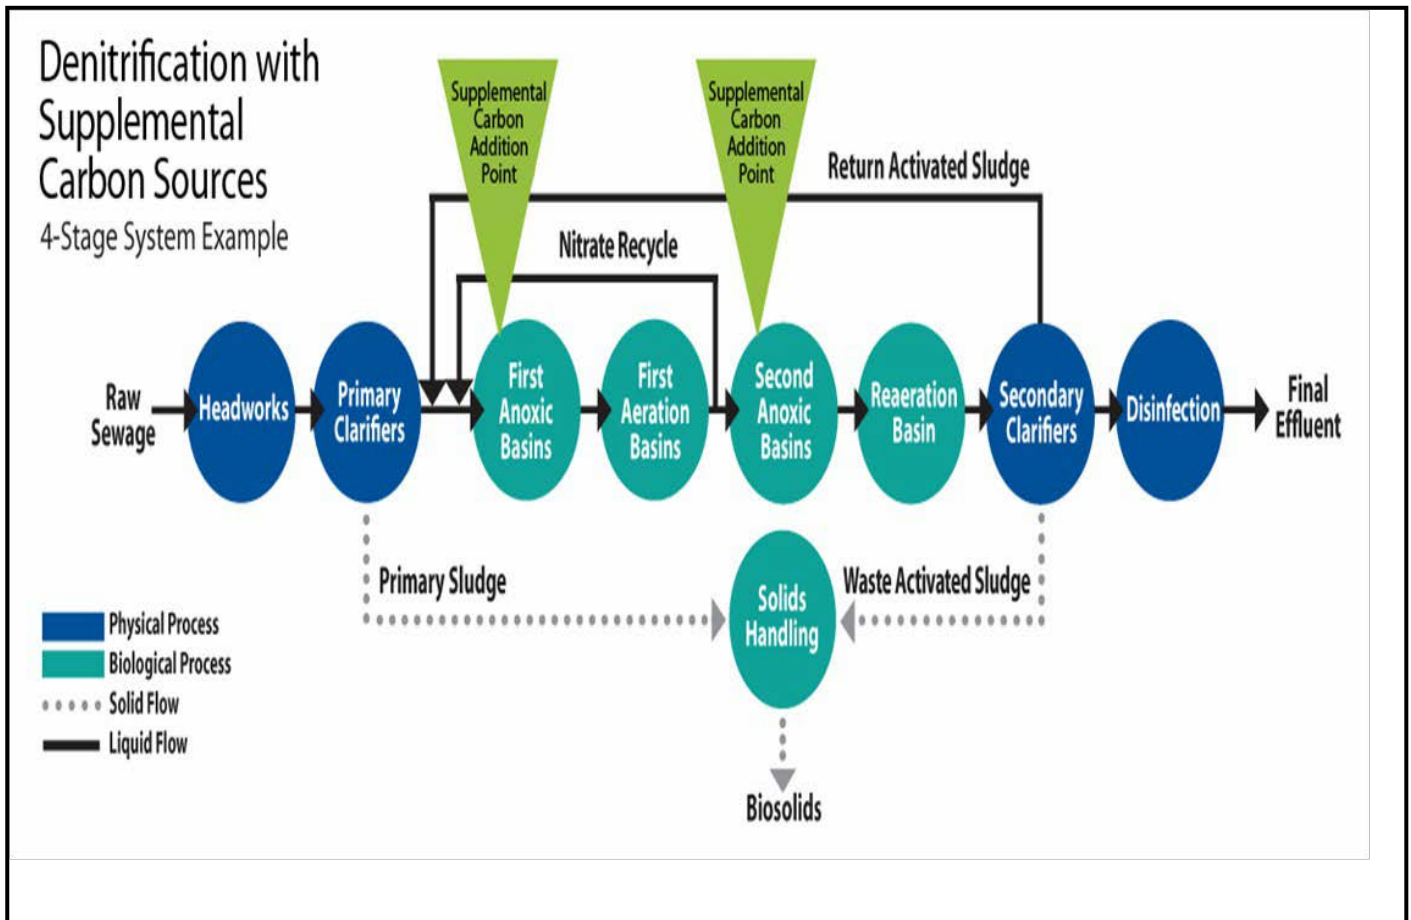 Denitrification with
Supplemental
Carbon Sources
4-Stage System Example
Supplemental
Carbon
Addition
Point
Supplemental
Carbon
Addition
Point
Return Activated Sludge
Nitrate Recycle
Raw
Sewage
Headworks
Primary
Clarifiers
First
Anoxic
Basins
First
Aeration
Basins
Second
Anoxic
Basins
Reaeration
Basin
Secondary
Clarifiers
Disinfection
Final
Effluent
Primary Sludge
Solids
Handling
Waste Activated Sludge
Biosolids
Physical Process
Biological Process
Solid Flow
Liquid Flow